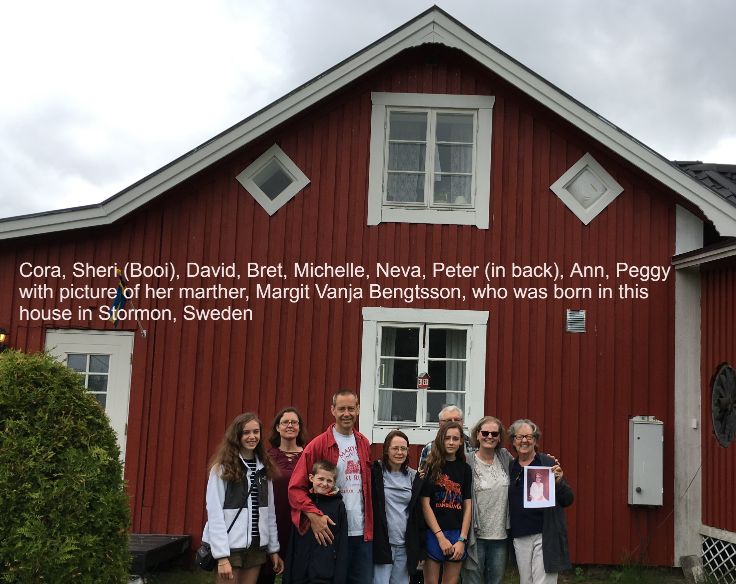 Cora, Sheri (Booi), David, Bret, Michelle, Neva, Peter (in back), Ann, Peggy
with picture of her marther, Margit Vanja Bengtsson, who was born in this
house in Stormon, Sweden